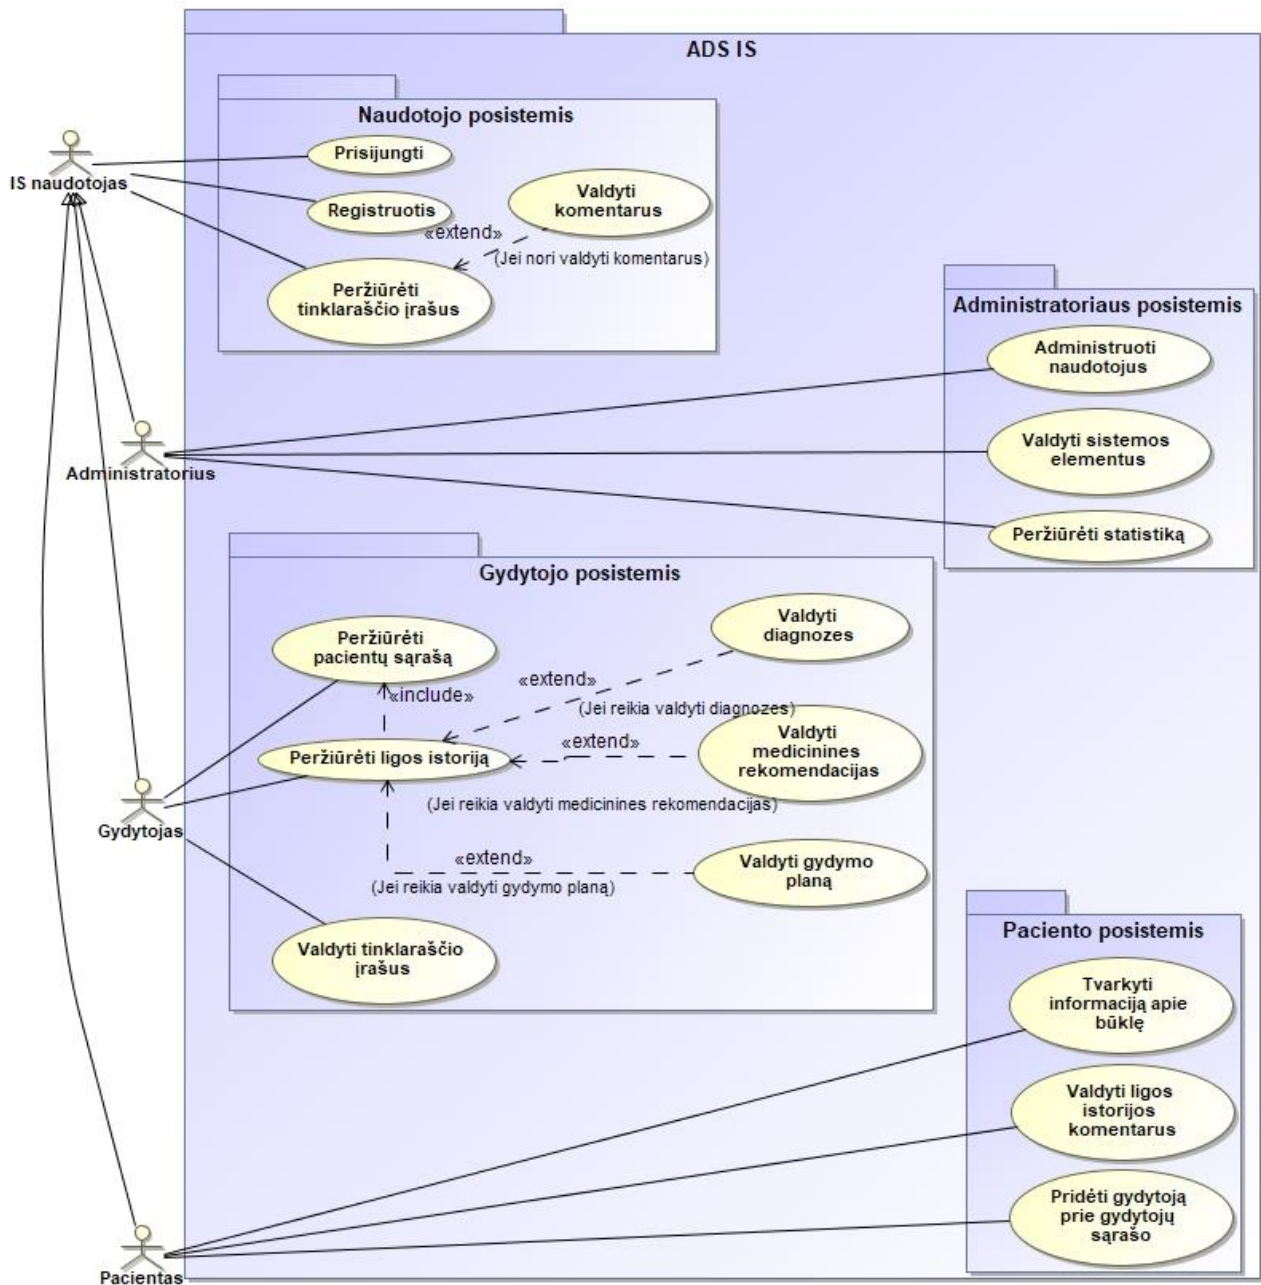 ADS IS
Naudotojo posistemis
Prisijungti
IS naudotojas
Registruotis
Valdyti
komentarus
«extend»
(Jei nori valdyti komentarus)
Peržiūrėti
tinklaraščio įrašus
Administratoriaus posistemis
Administruoti
naudotojus
Valdyti sistemos
elementus
Peržiūrėti statistiką
Administratorius
Gydytojo posistemis
Peržiūrėti
pacientų sąrašą
Valdyti
diagnozes
«include»
«extend»
(Jei reikia valdyti diagnozes)
Peržiūrėti ligos istoriją
«extend»
Valdyti
medicinines
rekomendacijas
(Jei reikia valdyti medicinines rekomendacijas)
Gydytojas
«extend»
(Jei reikia valdyti gydymo planą)
Valdyti gydymo
planą
Valdyti tinklaraščio
įrašus
Paciento posistemis
Tvarkyti
informaciją apie
būklę
Valdyti ligos
istorijos
komentarus
Pridėti gydytoją
prie gydytojų
sąrašo
Pacientas